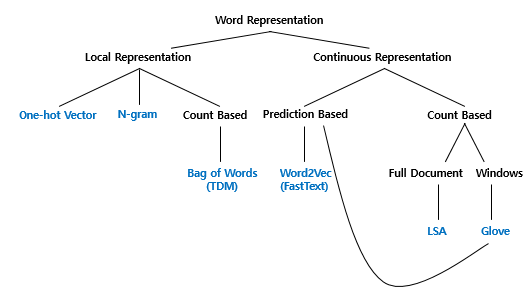 Word Representation
Local Representation
Continuous Representation
One-hot Vector
N-gram
Count Based
Prediction Based
Count Based
Bag of Words
(TDM)
Word2Vec
(FastText)
Full Document
Windows
LSA
Glove